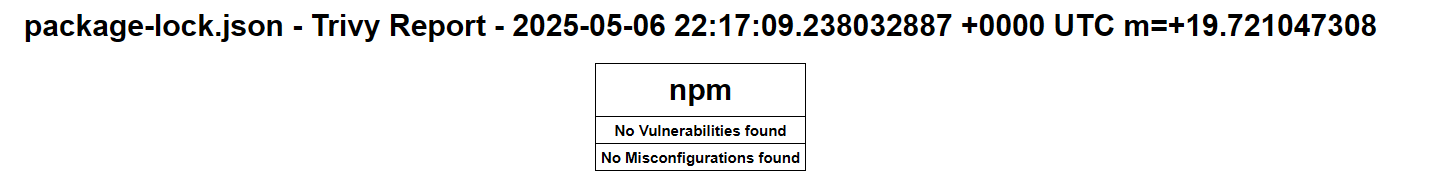 package-lock.json - Trivy Report - 2025-05-06 22:17:09.238032887 +0000 UTC m=+19.721047308
npm
No Vulnerabilities found
No Misconfigurations found